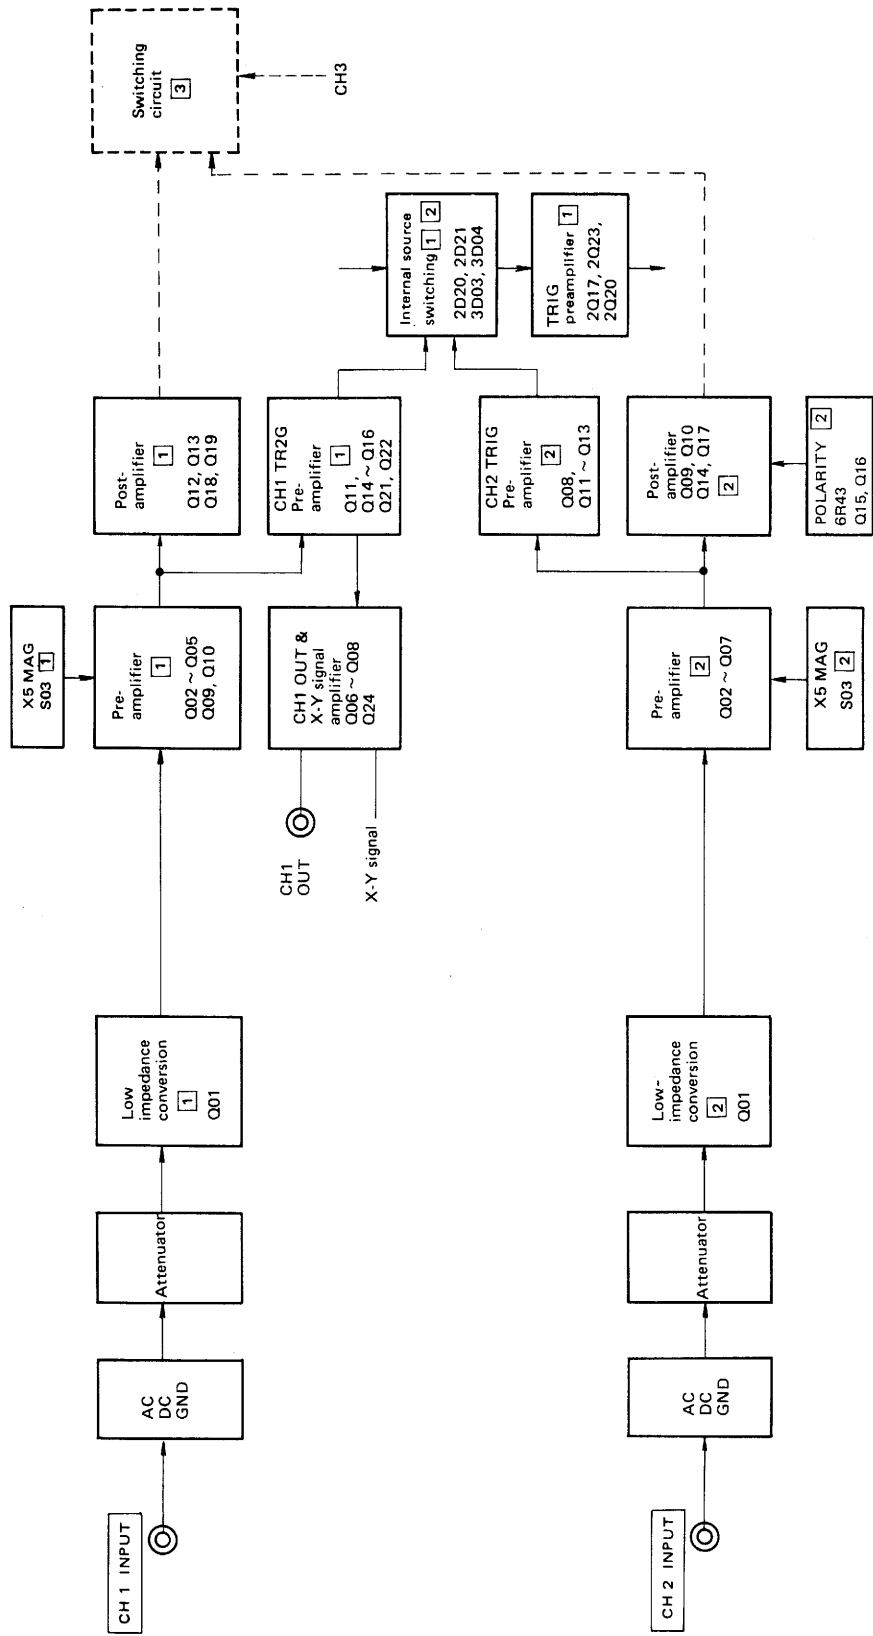 CH 1 INPUT
AC
DC
GND
Attenuator
Low
impedance
conversion
1
Q01
X5 MAG
S03 1
Pre-
amplifier
1
Q02 ~ Q05
Q09, Q10
Post-
amplifier
1
Q12, Q13
Q18, Q19
Switching
circuit
3
CH3
CH1
OUT
X-Y signal
CH1 OUT &
X-Y signal
amplifier
Q06 ~ Q08
Q24
CH1 TR2G
Pre-
amplifier
1
Q11,
Q14 ~ Q16
Q21, Q22
Internal source
switching 1 2
2D20, 2D21
3D03, 3D04
TRIG
preamplifier 1
2Q17, 2Q23,
2Q20
CH2 TRIG
Pre-
amplifier
2
Q08,
Q11 ~ Q13
CH 2 INPUT
AC
DC
GND
Attenuator
Low-
impedance
conversion
2
Q01
Pre-
amplifier
2
Q02 ~ Q07
X5 MAG
S03 2
Post-
amplifier
Q09, Q10
Q14, Q17
2
POLARITY 2
6R43
Q15, Q16